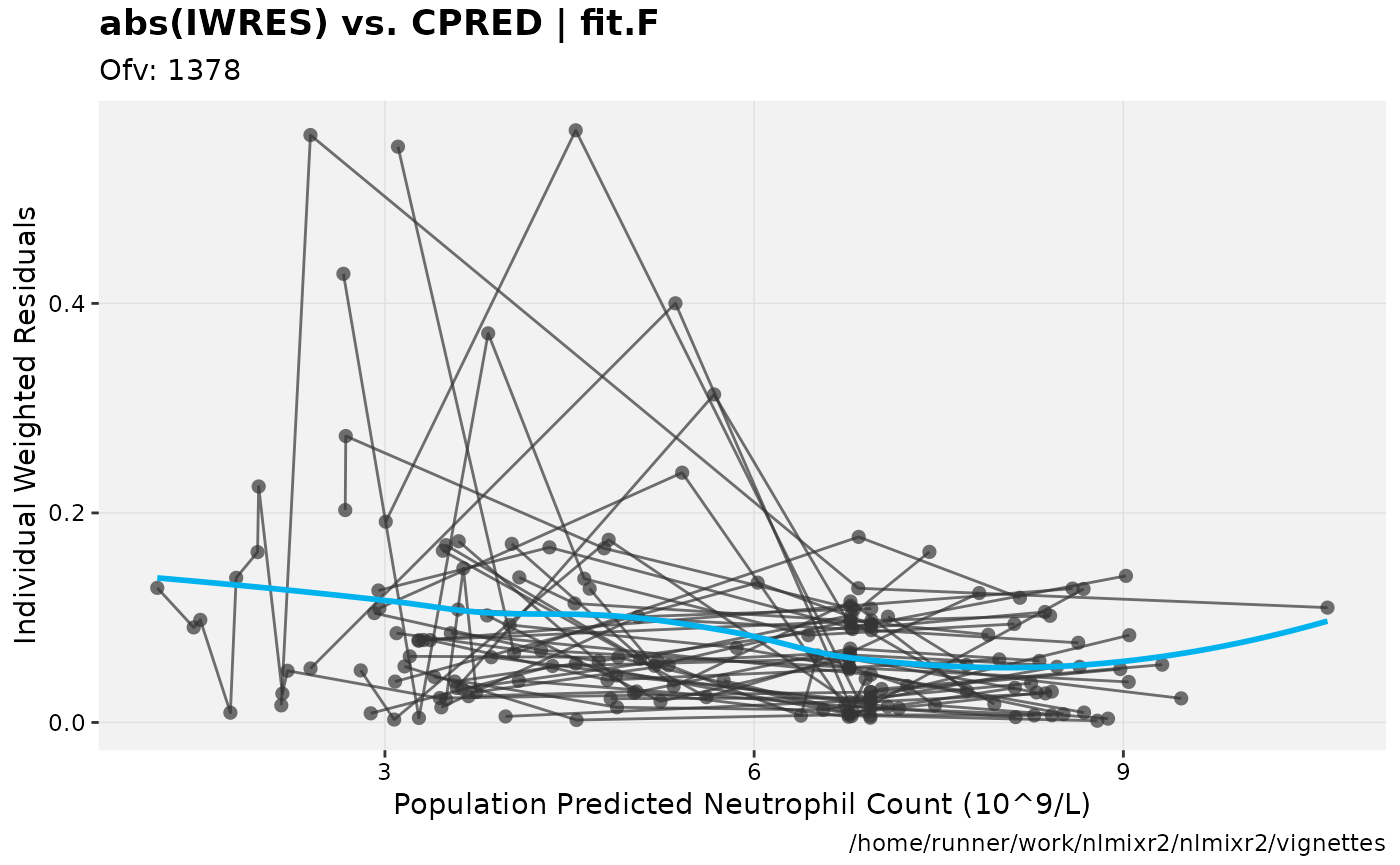 abs(IWRES) vs. CPRED | fit.F
Ofv: 1378
Individual Weighted Residuals
0.4
0.2
0.0
3
6
9
Population Predicted Neutrophil Count (10^9/L)
/home/runner/work/nlmixr2/nlmixr2/vignettes